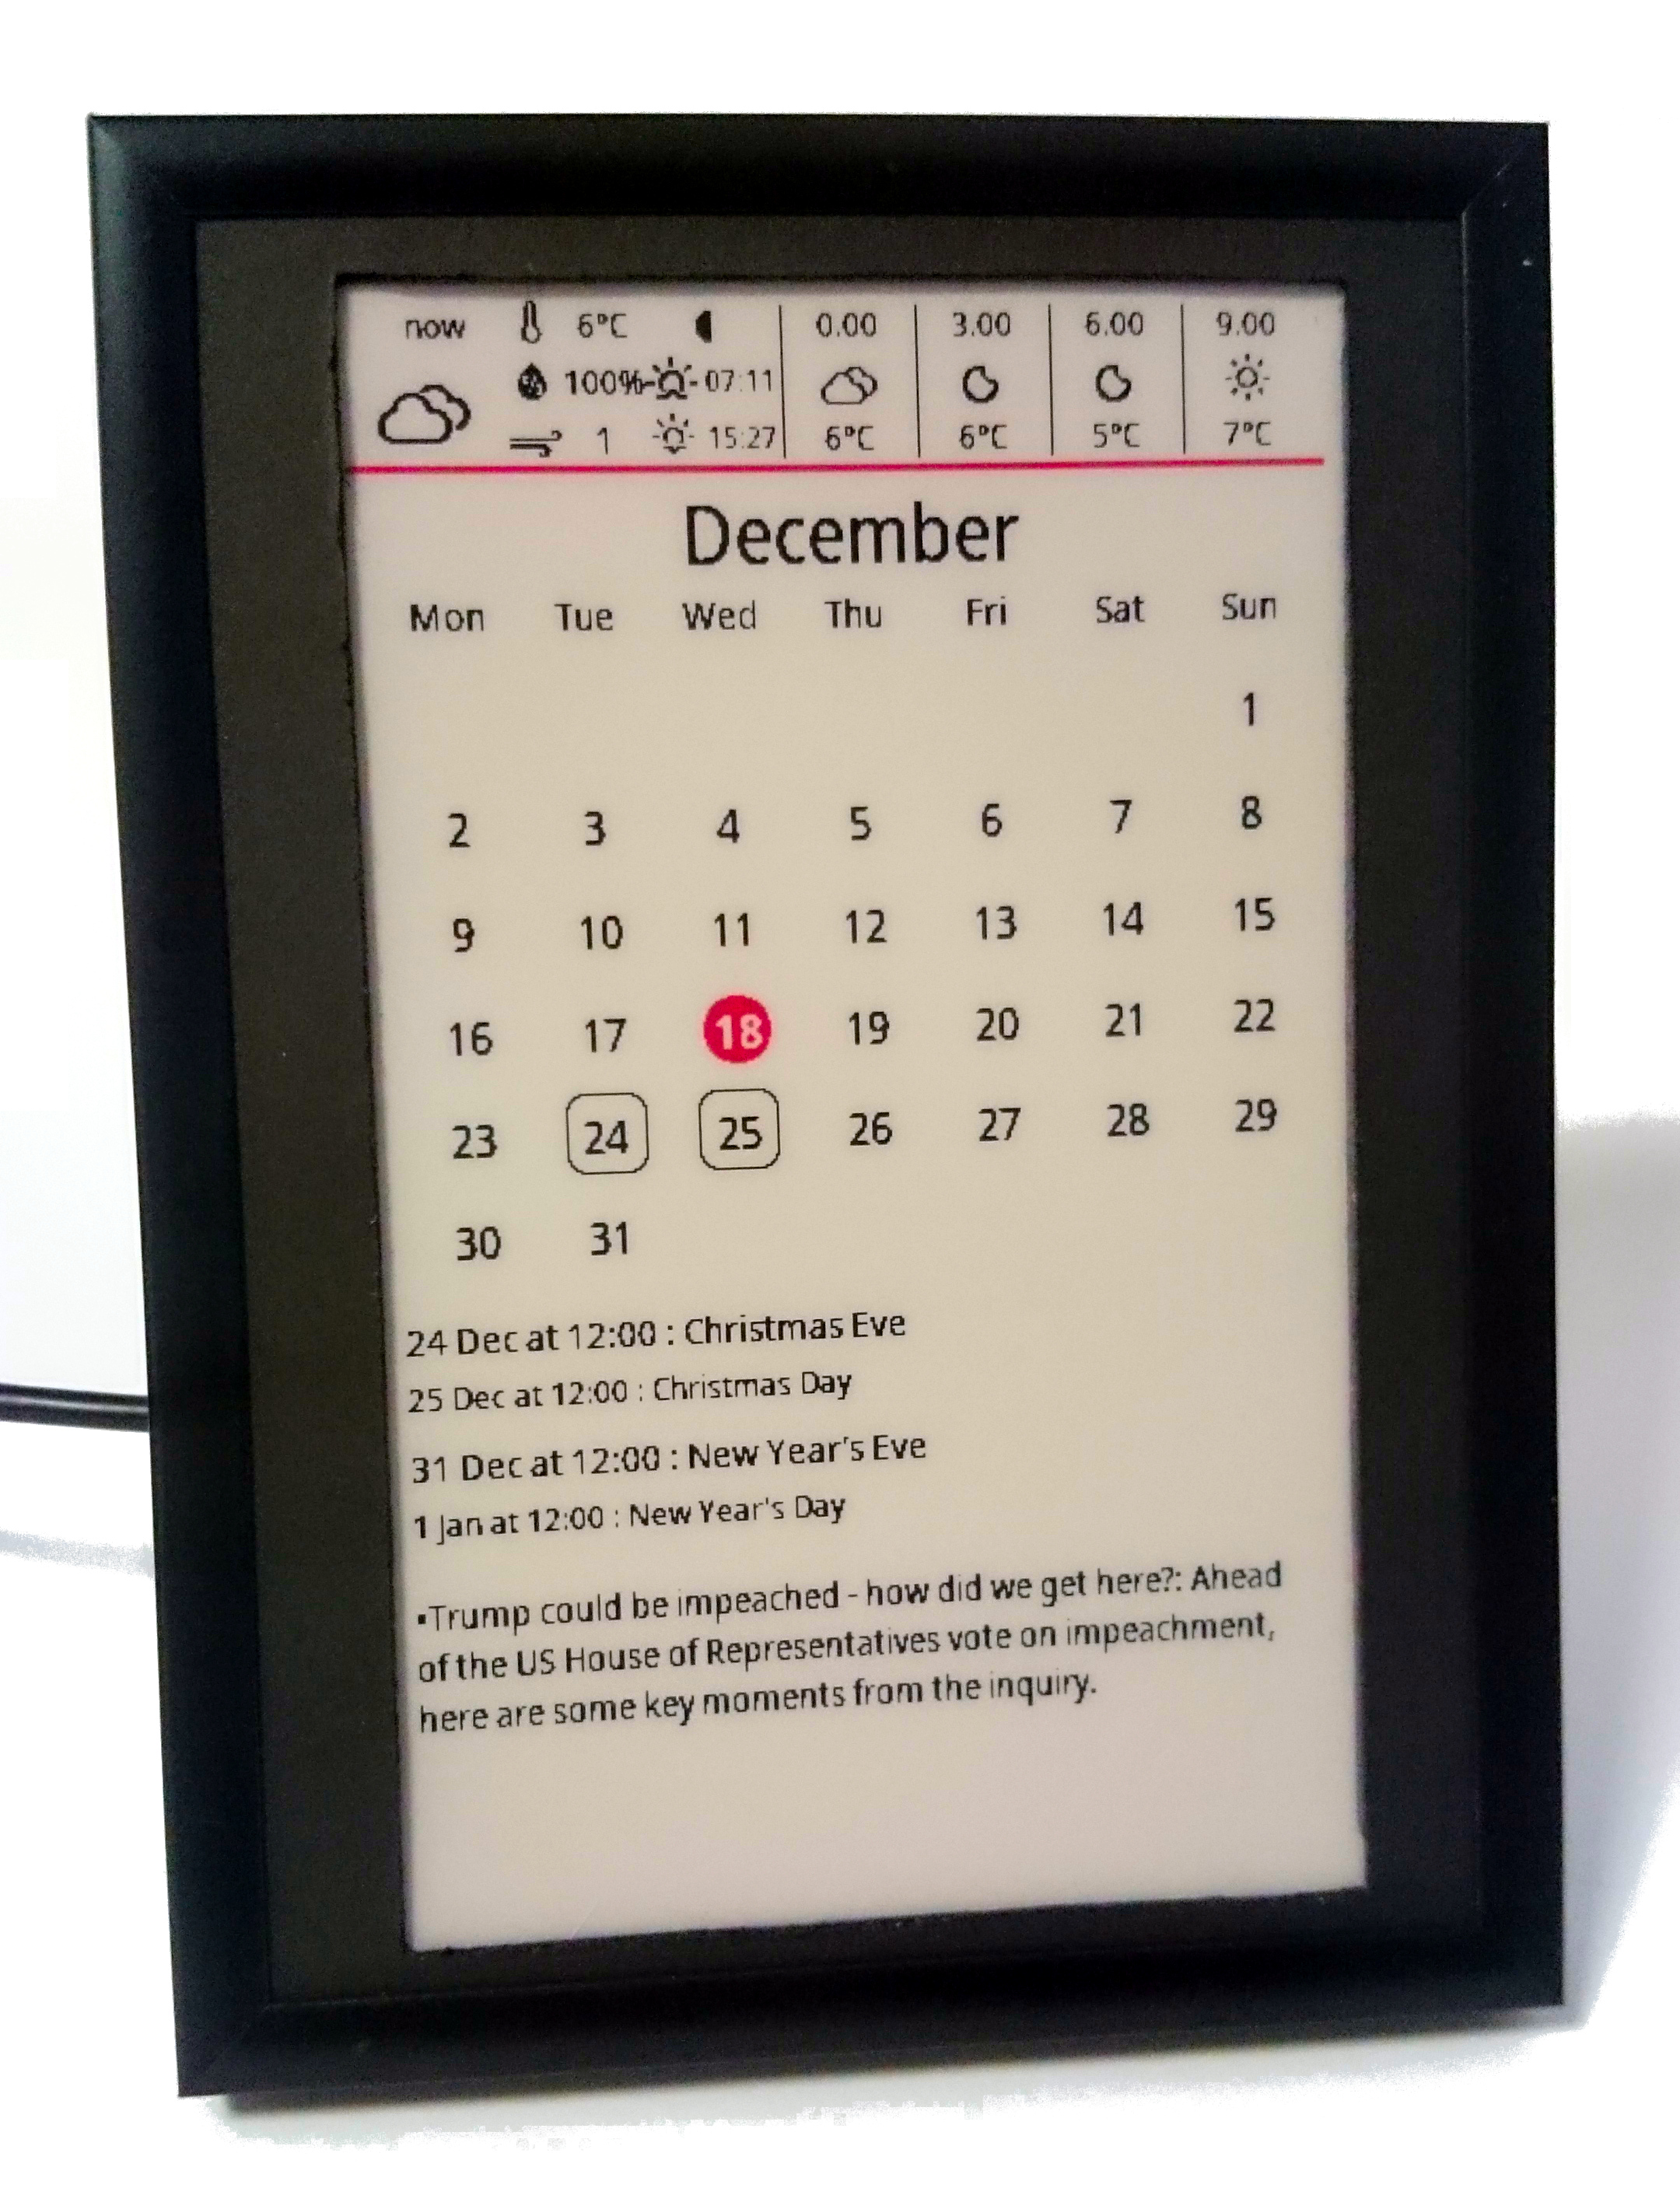 now 6°C 0.00 3.00 6.00 9.00
100% 07:11
1 15:27 6°C 6°C 5°C 7°C
December
Mon Tue Wed Thu Fri Sat Sun
1
2 3 4 5 6 7 8
9 10 11 12 13 14 15
16 17 18 19 20 21 22
23 24 25 26 27 28 29
30 31
24 Dec at 12:00 : Christmas Eve
25 Dec at 12:00 : Christmas Day
31 Dec at 12:00 : New Year's Eve
1 Jan at 12:00 : New Year's Day
•Trump could be impeached - how did we get here?: Ahead
of the US House of Representatives vote on impeachment,
here are some key moments from the inquiry.